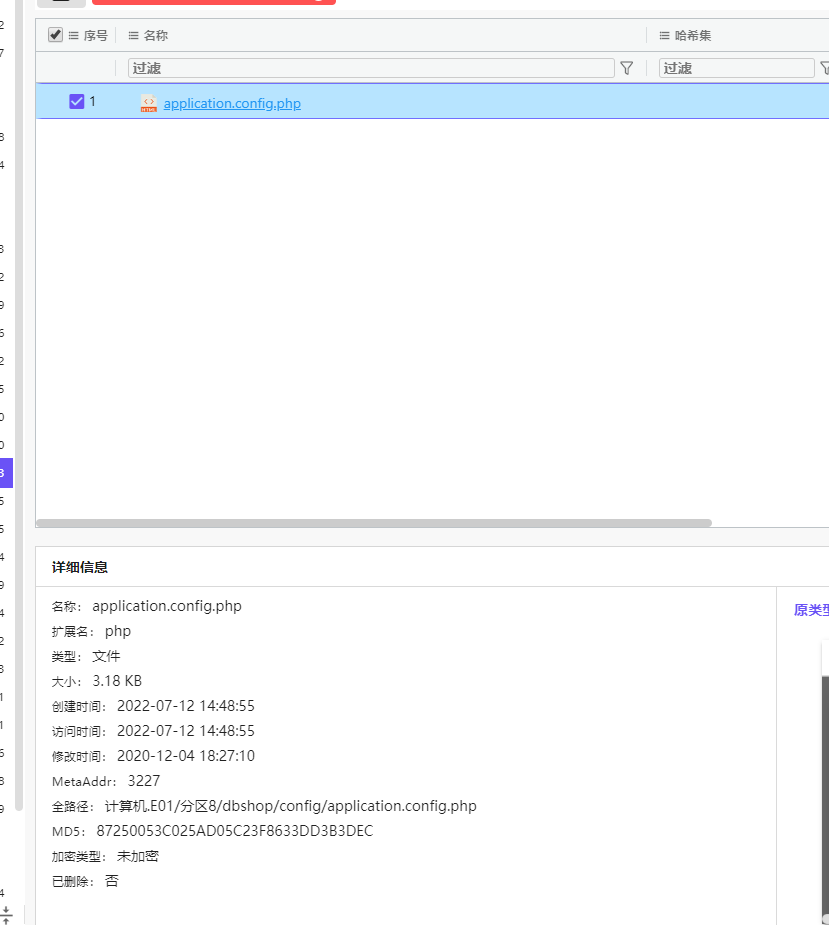 序号 名称 哈希集
过滤 过滤
1 application.config.php
详细信息
名称： application.config.php
原类型
扩展名： php
类型： 文件
大小： 3.18 KB
创建时间： 2022-07-12 14:48:55
访问时间： 2022-07-12 14:48:55
修改时间： 2020-12-04 18:27:10
MetaAddr： 3227
全路径： 计算机.E01/分区8/dbshop/config/application.config.php
MD5： 87250053C025AD05C23F8633DD3B3DEC
加密类型： 未加密
已删除： 否